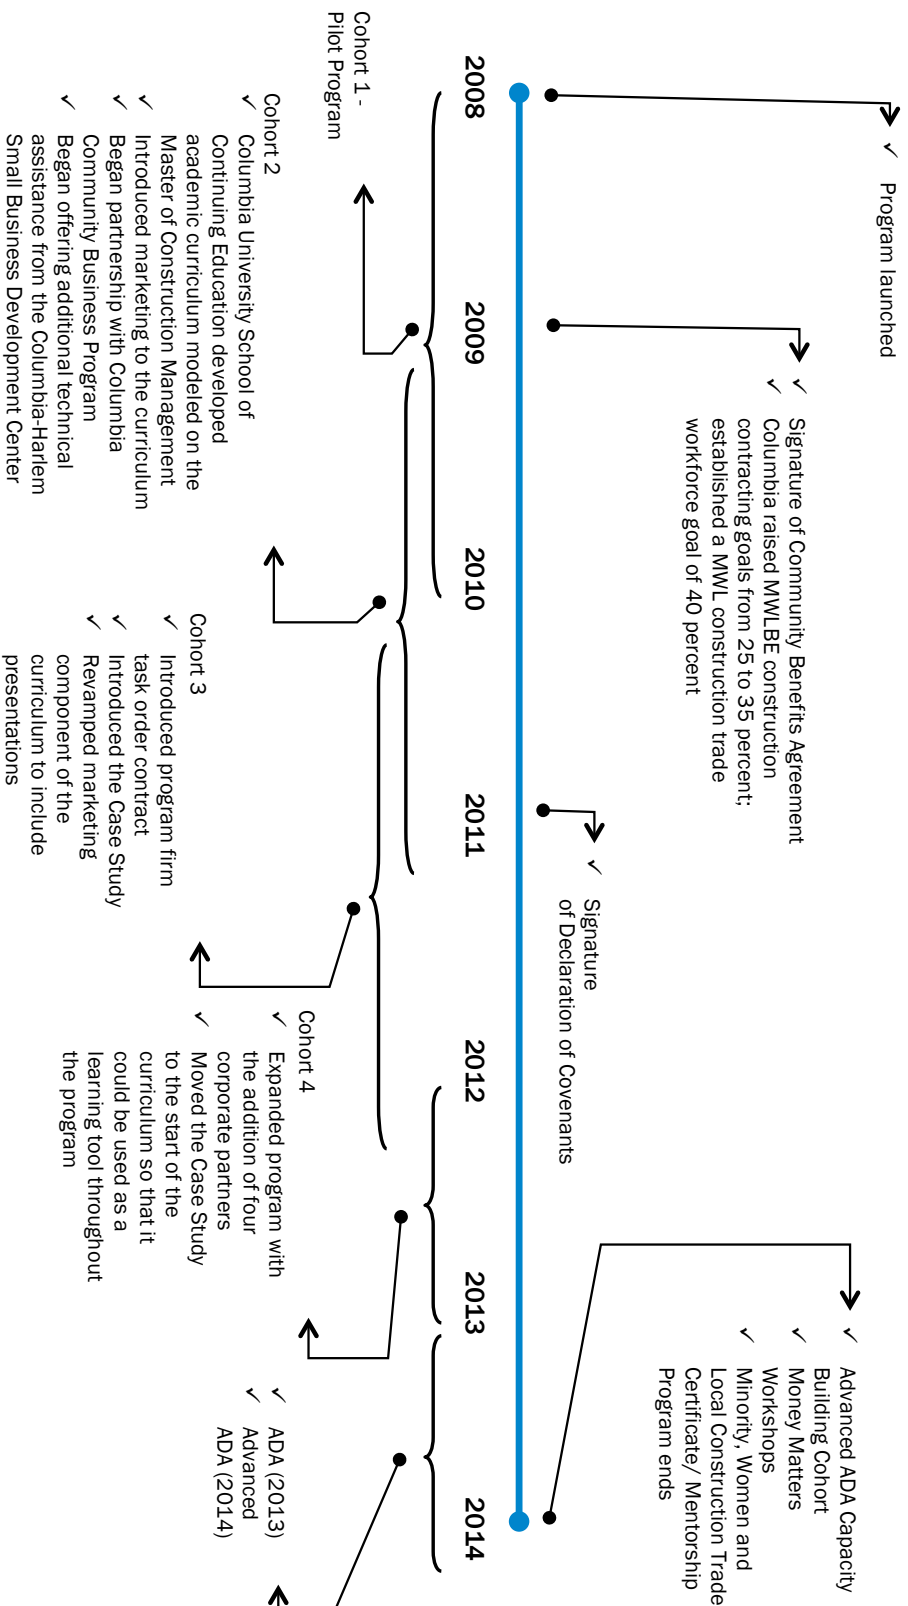 ✓ Program launched
✓ Signature of Community Benefits Agreement
✓ Columbia raised MWLBE construction
contracting goals from 25 to 35 percent;
established a MWL construction trade
workforce goal of 40 percent
✓ Signature
of Declaration of Covenants
✓ Advanced ADA Capacity
Building Cohort
✓ Money Matters
Workshops
✓ Minority, Women and
Local Construction Trade
Certificate/ Mentorship
Program ends
2008
2009
2010
2011
2012
2013
2014
Cohort 1 -
Pilot Program
Cohort 2
✓ Columbia University School of
Continuing Education developed
academic curriculum modeled on the
Master of Construction Management
✓ Introduced marketing to the curriculum
✓ Began partnership with Columbia
Community Business Program
✓ Began offering additional technical
assistance from the Columbia-Harlem
Small Business Development Center
Cohort 3
✓ Introduced program firm
task order contract
✓ Introduced the Case Study
✓ Revamped marketing
component of the
curriculum to include
presentations
Cohort 4
✓ Expanded program with
the addition of four
corporate partners
✓ Moved the Case Study
to the start of the
curriculum so that it
could be used as a
learning tool throughout
the program
✓ ADA (2013)
✓ Advanced
ADA (2014)